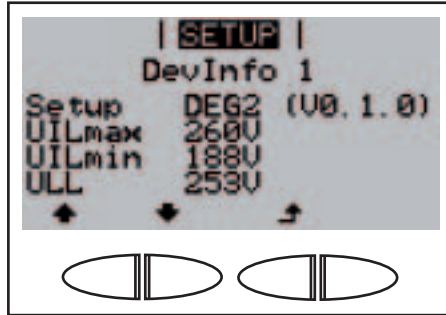 | SETUP |
DevInfo 1
Setup DEG2 (V0.1.0)
UILmax 260V
UILmin 188V
ULL 253V